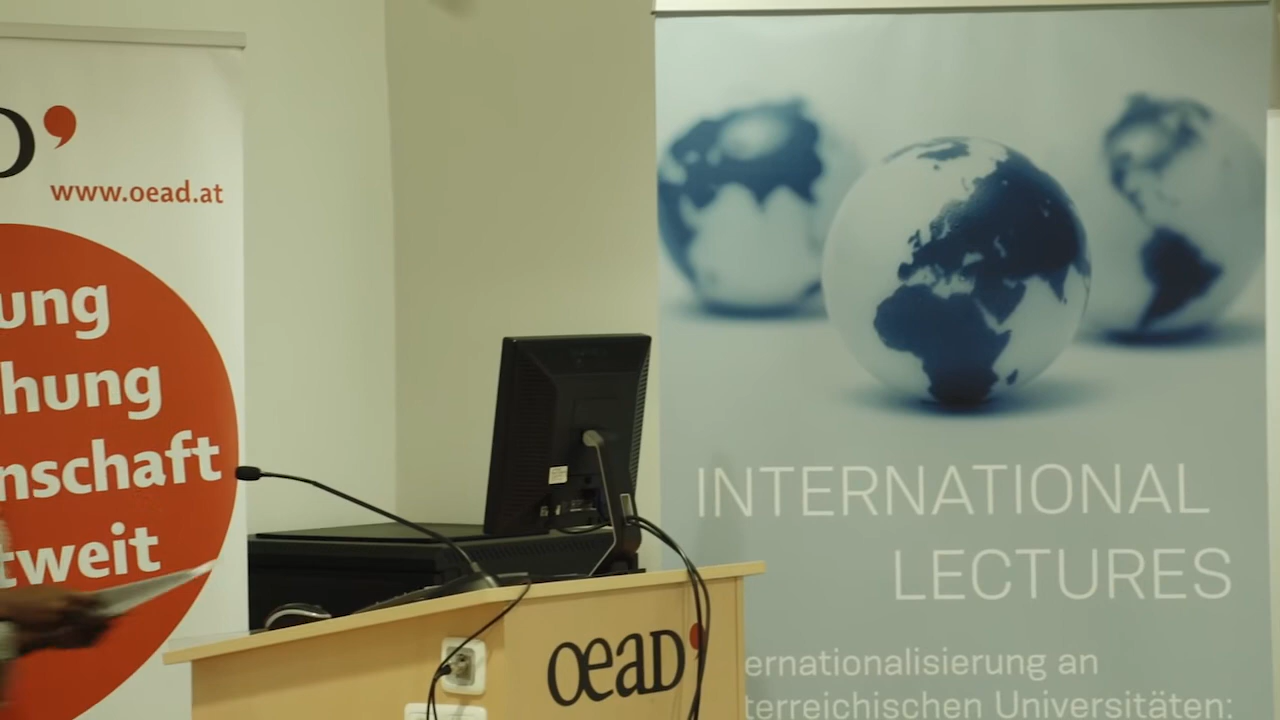 D’
www.oead.at
ung
hung
nschaft
tweit
oeaD’
INTERNATIONAL
LECTURES
ernationalisierung an
terreichischen Universitäten: